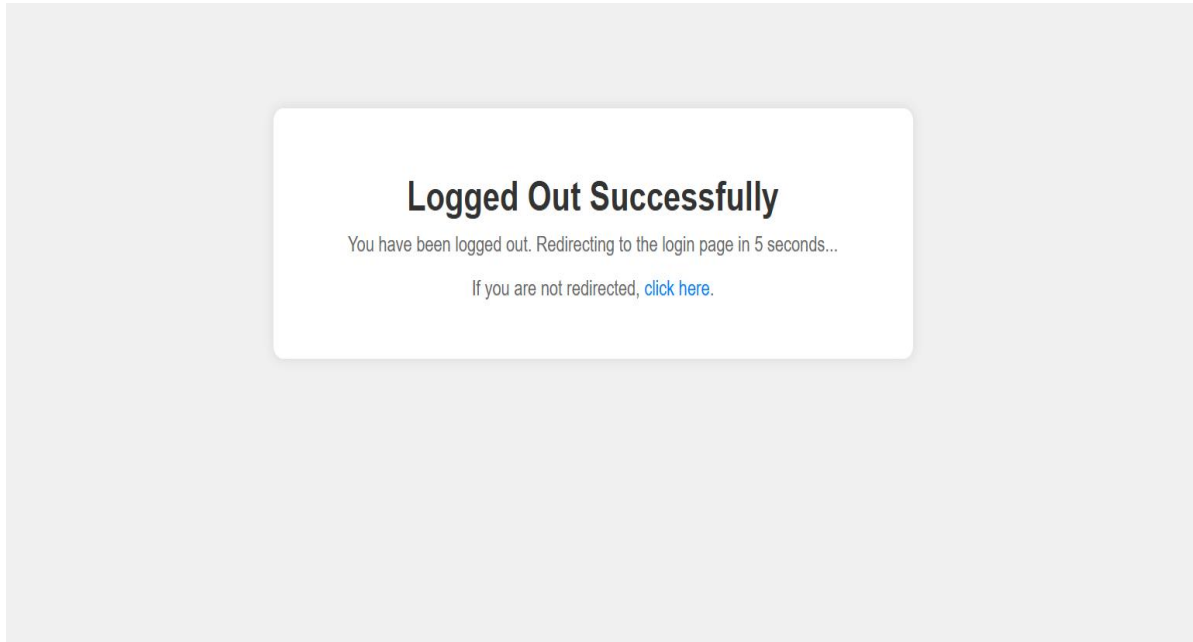 Logged Out Successfully
You have been logged out. Redirecting to the login page in 5 seconds...
If you are not redirected, click here.